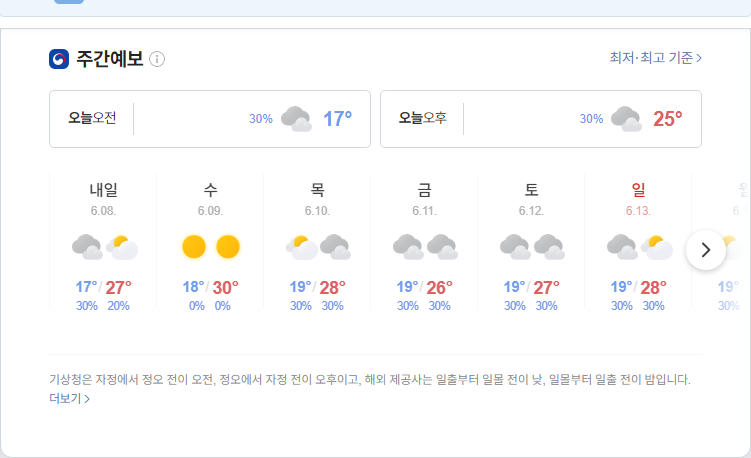 주간예보
최저·최고 기준
오늘오전 30% 17°
오늘오후 30% 25°
내일 수 목 금 토 일
6.08. 6.09. 6.10. 6.11. 6.12. 6.13. 6.
17°/27° 18°/30° 19°/28° 19°/26° 19°/27° 19°/28° 19°
30% 20% 0% 0% 30% 30% 30% 30% 30% 30% 30% 30% 30%
기상청은 자정에서 정오 전이 오전, 정오에서 자정 전이 오후이고, 해외 제공사는 일출부터 일몰 전이 낮, 일몰부터 일출 전이 밤입니다.
더보기